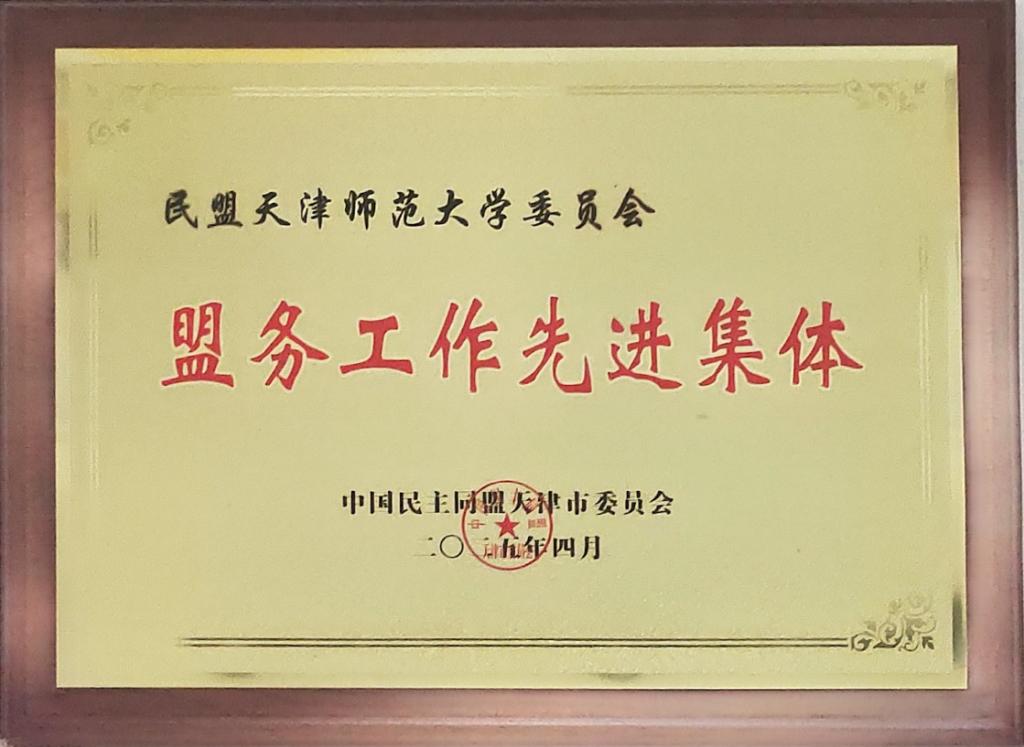 民盟天津师范大学委员会
盟务工作先进集体
中国民主同盟天津市委员会
二〇二五年四月